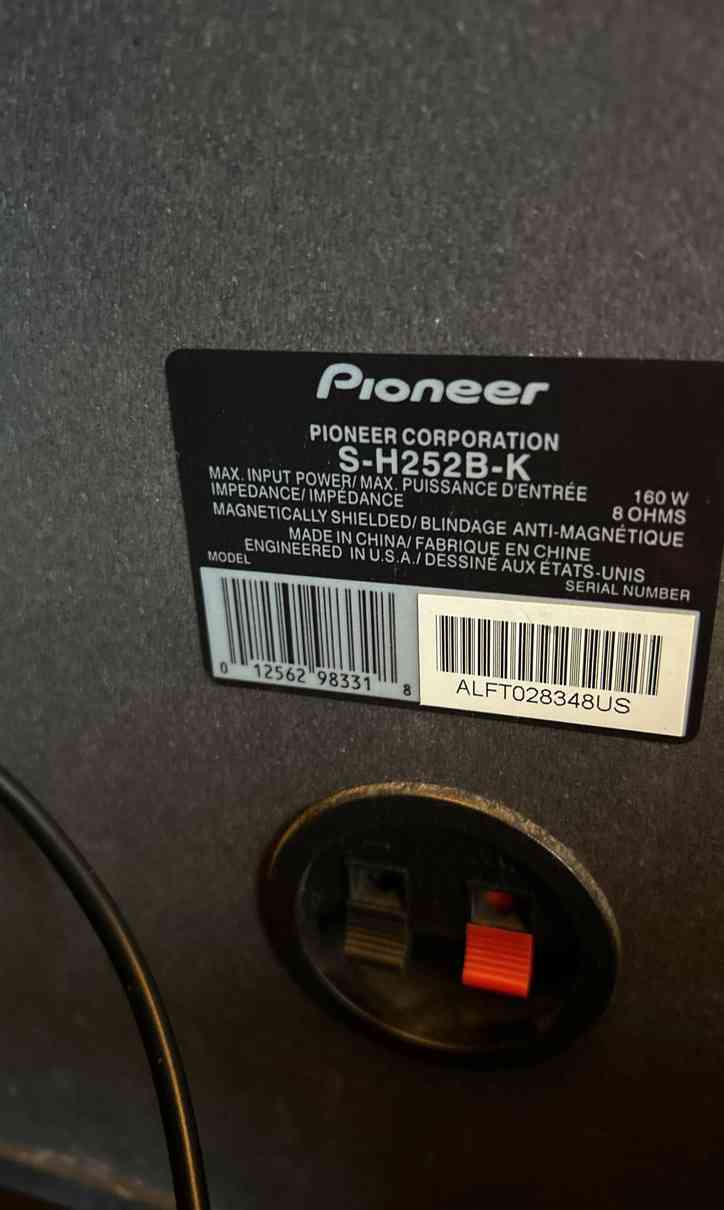 Pioneer
PIONEER CORPORATION
S-H252B-K
MAX. INPUT POWER/ MAX. PUISSANCE D'ENTRÉE 160 W
IMPEDANCE/ IMPÉDANCE 8 OHMS
MAGNETICALLY SHIELDED/ BLINDAGE ANTI-MAGNÉTIQUE
MADE IN CHINA/ FABRIQUE EN CHINE
ENGINEERED IN U.S.A./ DESSINÉ AUX ÉTATS-UNIS
MODEL SERIAL NUMBER
0 12562 98331 8
ALFT028348US